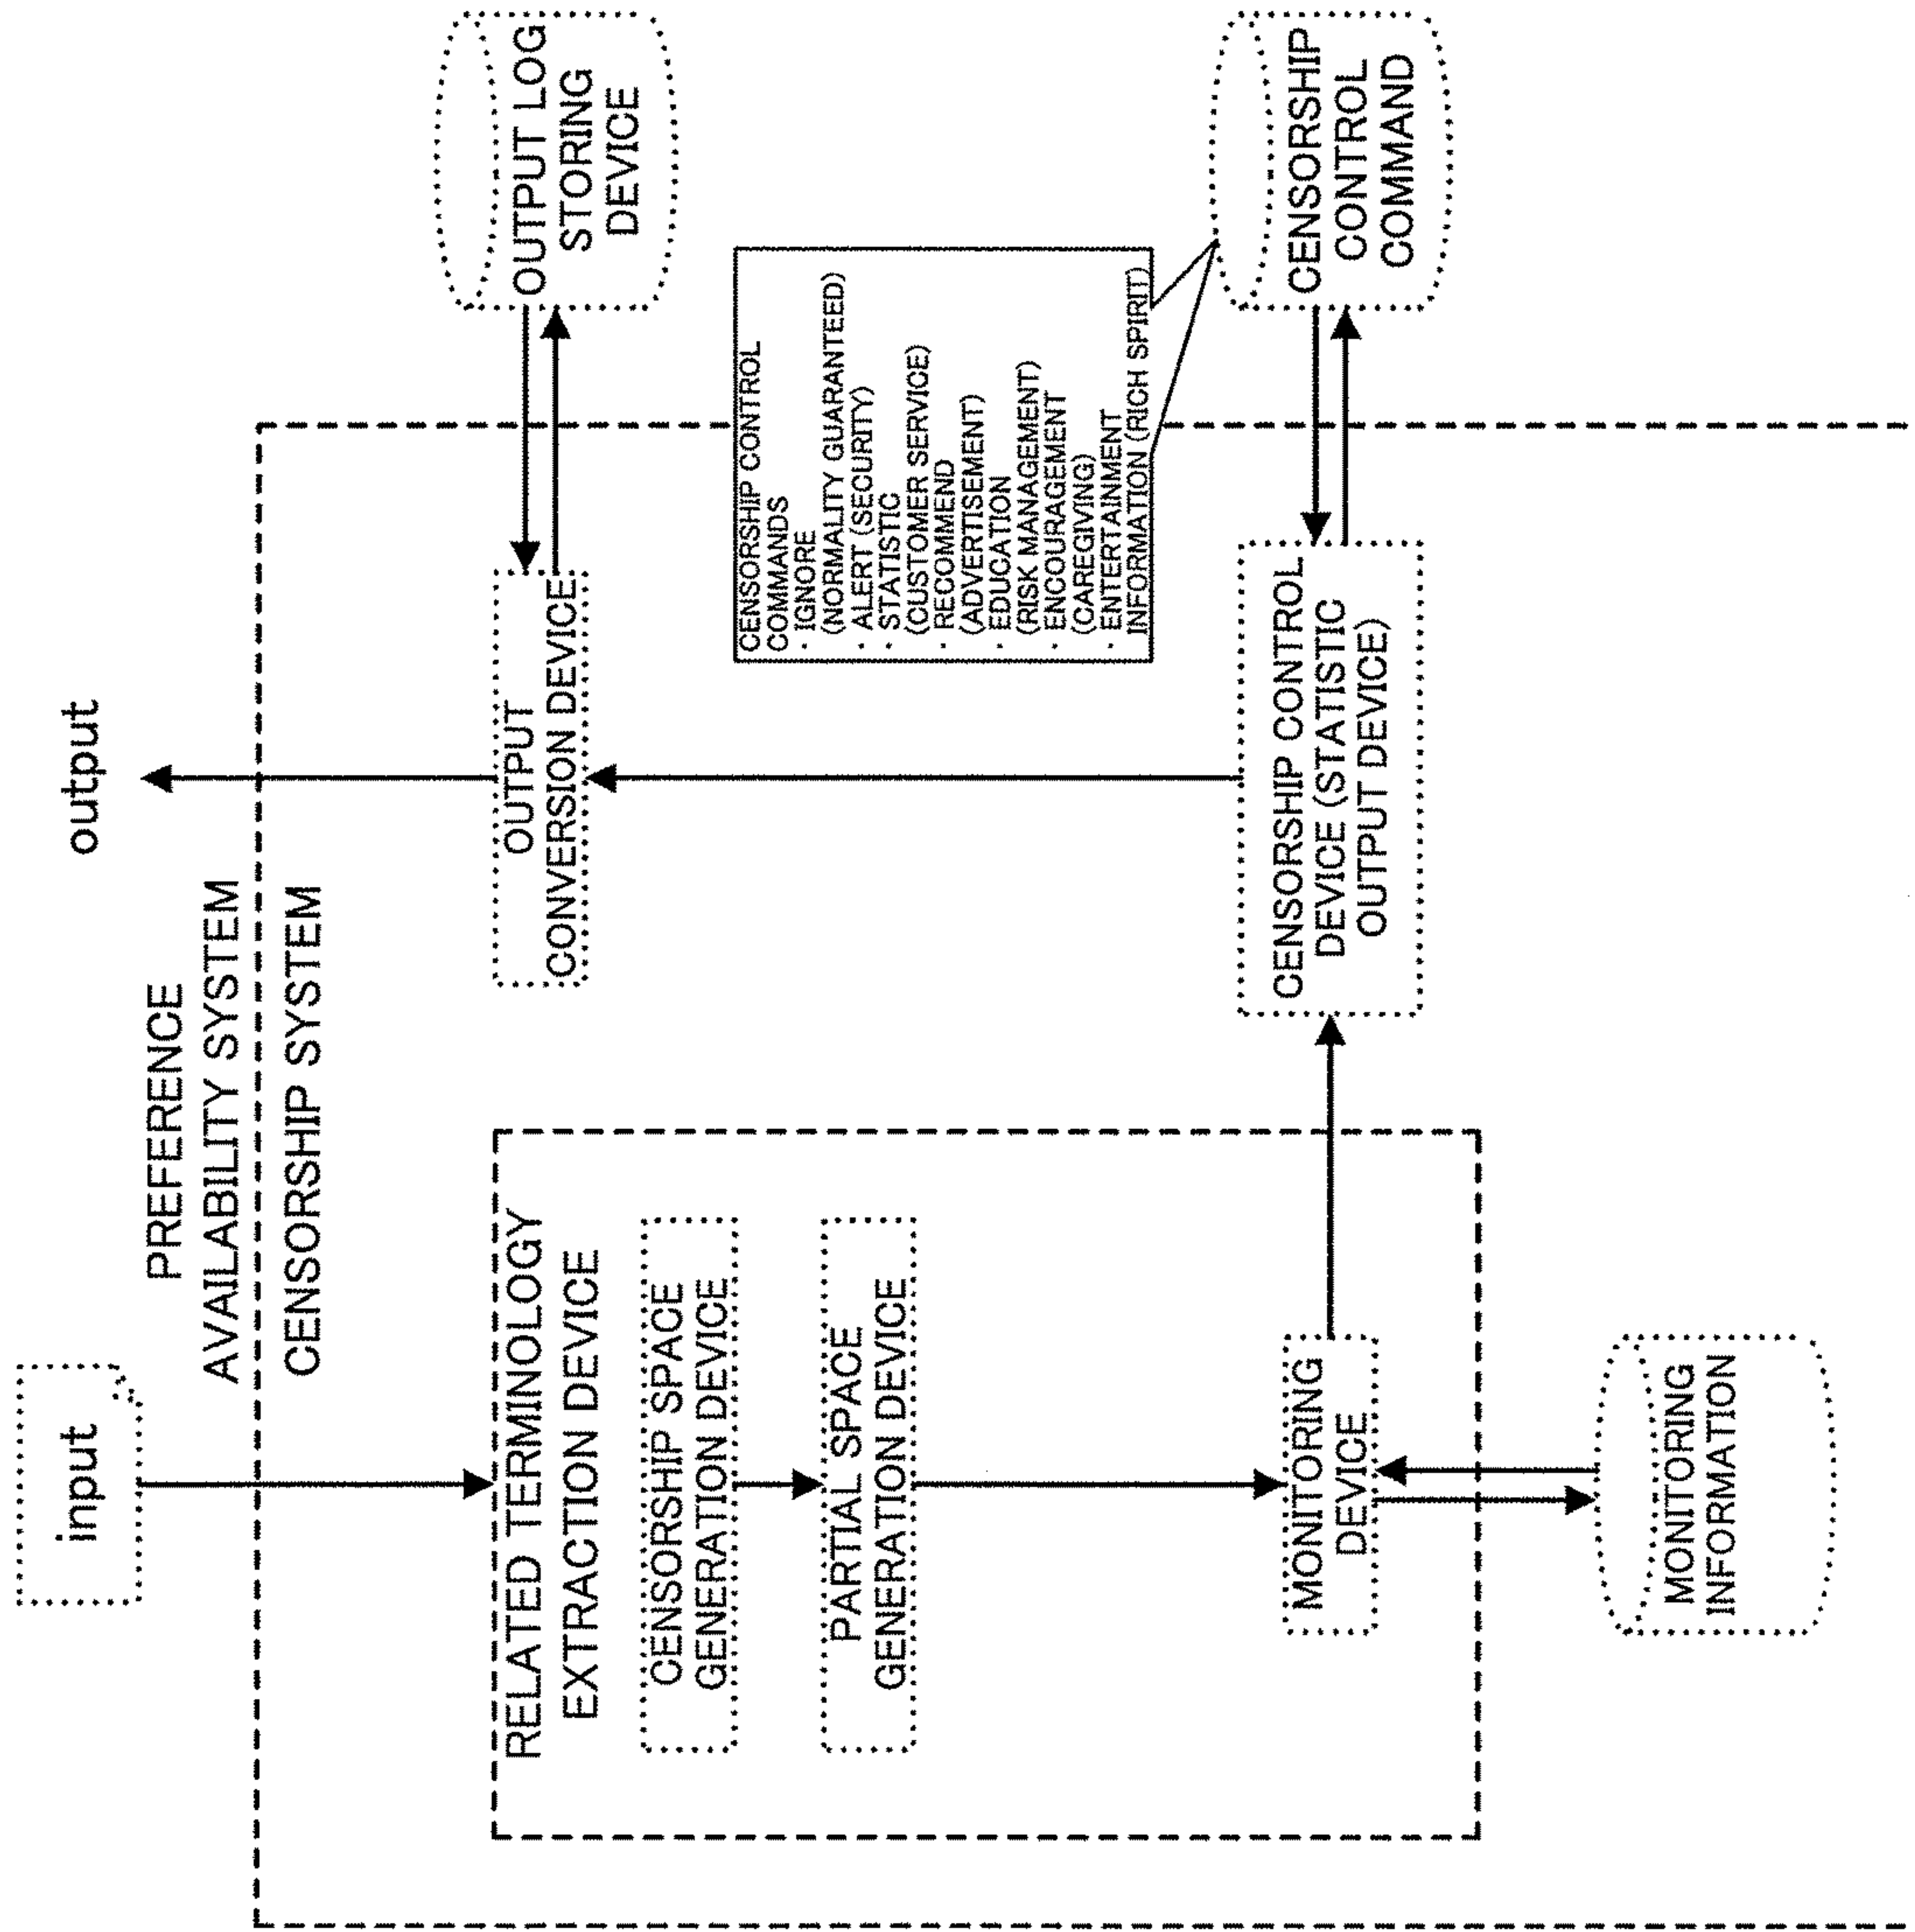 input
output
PREFERENCE
AVAILABILITY SYSTEM
CENSORSHIP SYSTEM
RELATED TERMINOLOGY
EXTRACTION DEVICE
CENSORSHIP SPACE
GENERATION DEVICE
PARTIAL SPACE
GENERATION DEVICE
MONITORING
DEVICE
MONITORING
INFORMATION
OUTPUT
CONVERSION DEVICE
OUTPUT LOG
STORING
DEVICE
CENSORSHIP CONTROL
COMMANDS
· IGNORE
(NORMALITY GUARANTEED)
· ALERT (SECURITY)
· STATISTIC
(CUSTOMER SERVICE)
· RECOMMEND
(ADVERTISEMENT)
· EDUCATION
(RISK MANAGEMENT)
· ENCOURAGEMENT
(CAREGIVING)
· ENTERTAINMENT
INFORMATION (RICH SPIRIT)
CENSORSHIP CONTROL
DEVICE (STATISTIC
OUTPUT DEVICE)
CENSORSHIP
CONTROL
COMMAND